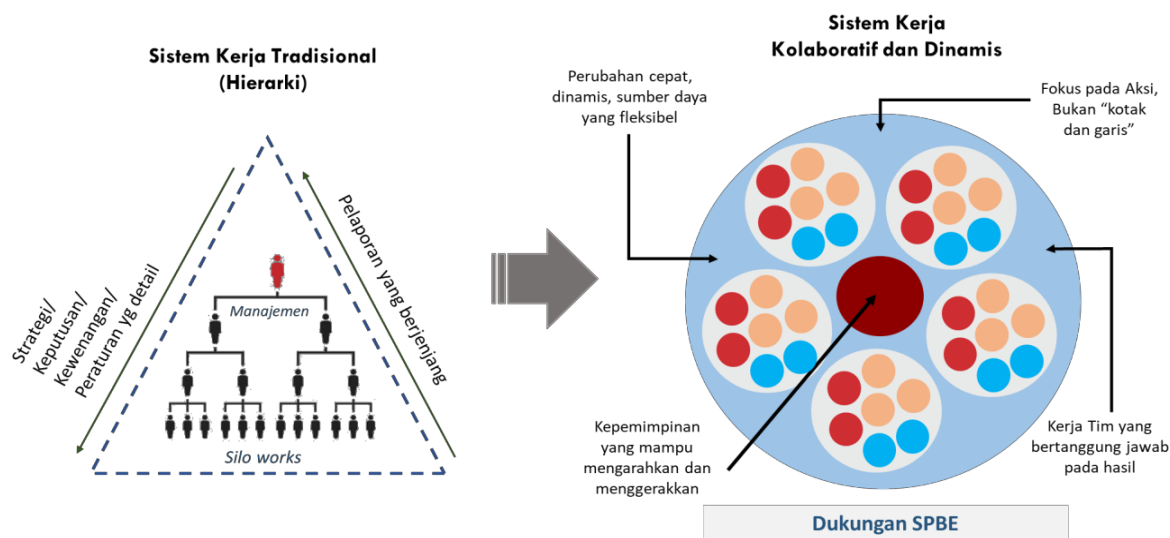 Sistem Kerja Tradisional
(Hierarki)
Strategi/
Keputusan/
Kewenangan/
Peraturan yg detail
Pelaporan yang berjenjang
Manajemen
Silo works
Sistem Kerja
Kolaboratif dan Dinamis
Perubahan cepat,
dinamis, sumber daya
yang fleksibel
Fokus pada Aksi,
Bukan “kotak
dan garis”
Kepemimpinan
yang mampu
mengarahkan dan
menggerakkan
Kerja Tim yang
bertanggung jawab
pada hasil
Dukungan SPBE